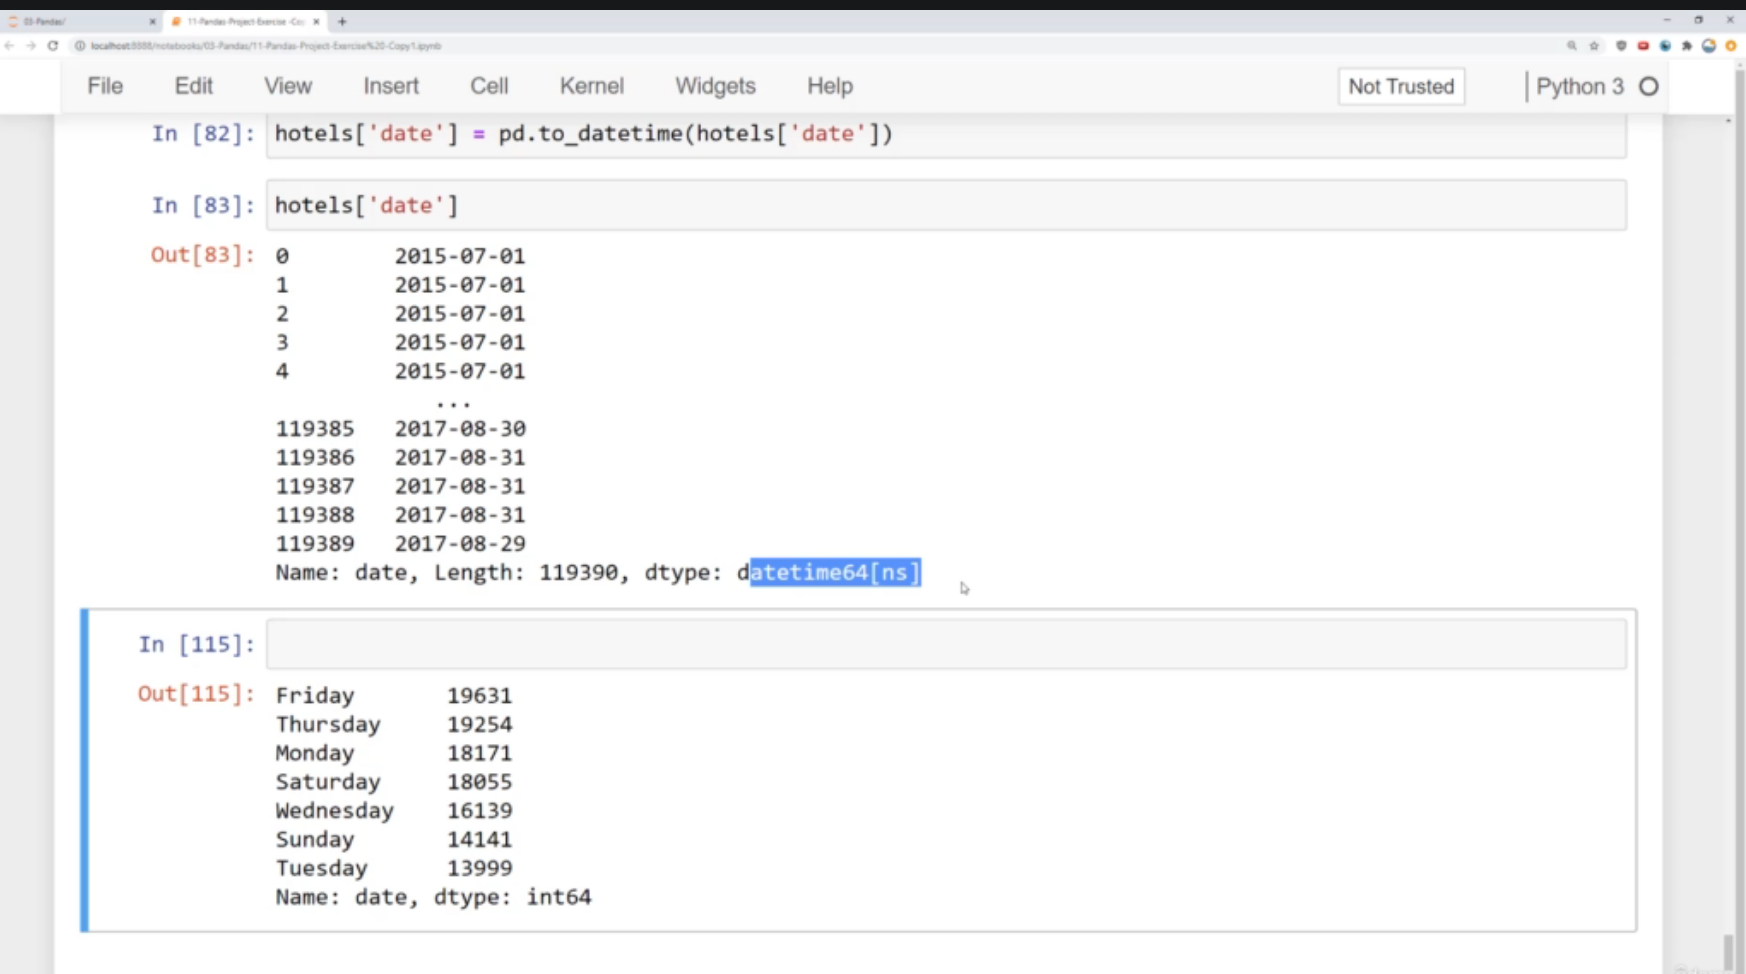 03-Pandas/
11-Pandas-Project-Exercise -Co
localhost:8888/notebooks/03-Pandas/11-Pandas-Project-Exercise%20-Copy1.ipynb
File Edit View Insert Cell Kernel Widgets Help Not Trusted Python 3
In [82]: hotels['date'] = pd.to_datetime(hotels['date'])
In [83]: hotels['date']
Out[83]: 0 2015-07-01
1 2015-07-01
2 2015-07-01
3 2015-07-01
4 2015-07-01
...
119385 2017-08-30
119386 2017-08-31
119387 2017-08-31
119388 2017-08-31
119389 2017-08-29
Name: date, Length: 119390, dtype: datetime64[ns]
In [115]:
Out[115]: Friday 19631
Thursday 19254
Monday 18171
Saturday 18055
Wednesday 16139
Sunday 14141
Tuesday 13999
Name: date, dtype: int64